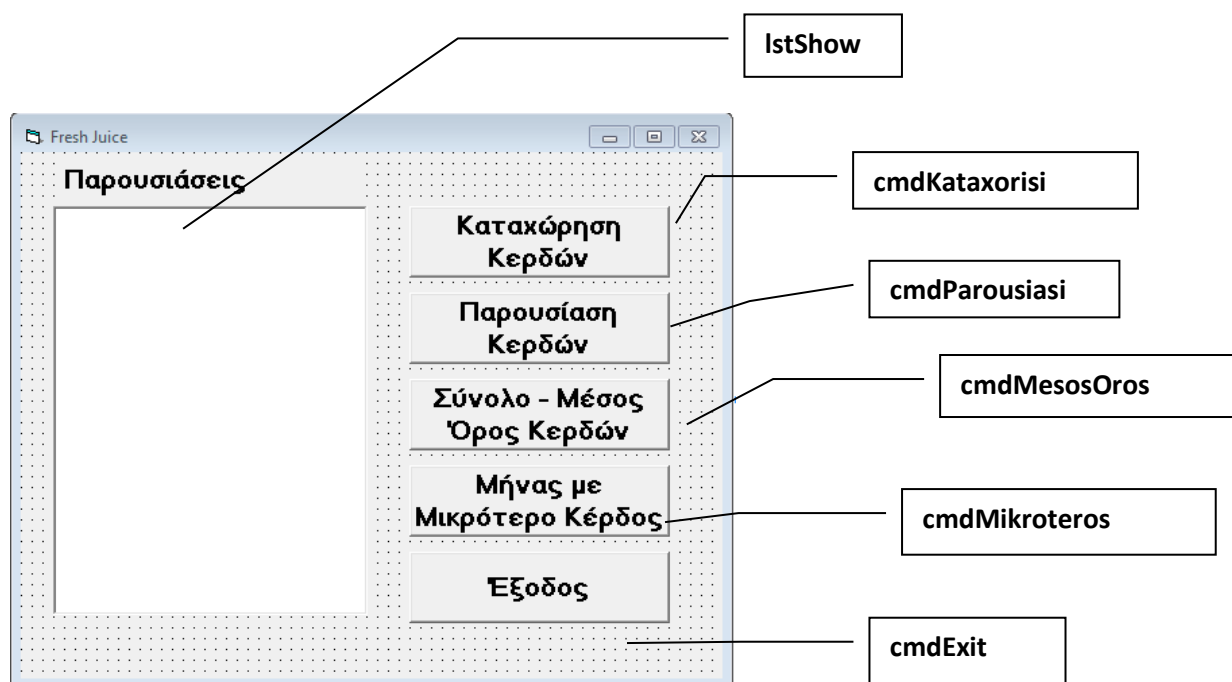 lstShow
Fresh Juice
Παρουσιάσεις
Καταχώρηση
Κερδών
cmdKataxorisi
Παρουσίαση
Κερδών
cmdParousiasi
Σύνολο - Μέσος
Όρος Κερδών
cmdMesosOros
Μήνας με
Μικρότερο Κέρδος
cmdMikroteros
Έξοδος
cmdExit